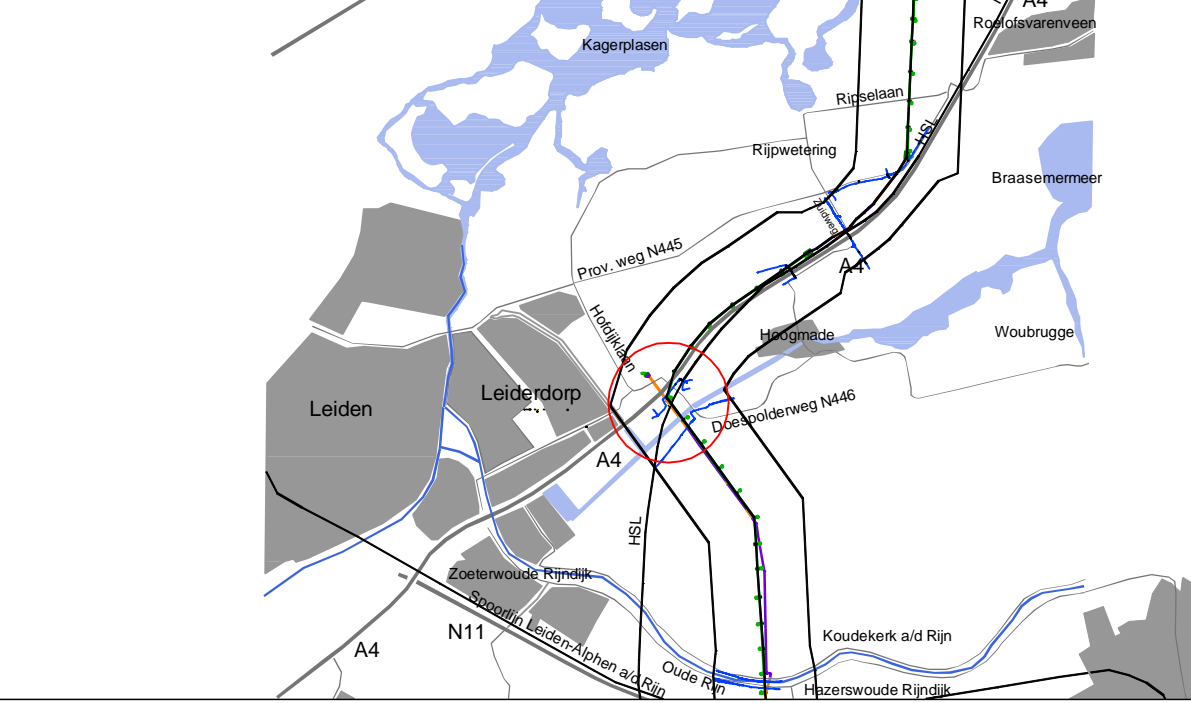 A4
Roelofsvarenveen
Kagerplasen
Ripselaan
HSL
Rijpwetering
Braasemermeer
Zuidweg
Prov. weg N445
A4
Hofdijklaan
Hoogmade
Woubrugge
Leiderdorp
Leiden
Doespolderweg N446
A4
HSL
Zoeterwoude Rijndijk
Spoorlijn Leiden-Alphen a/d Rijn
N11
Koudekerk a/d Rijn
A4
Oude Rijn
Hazerswoude Rijndijk